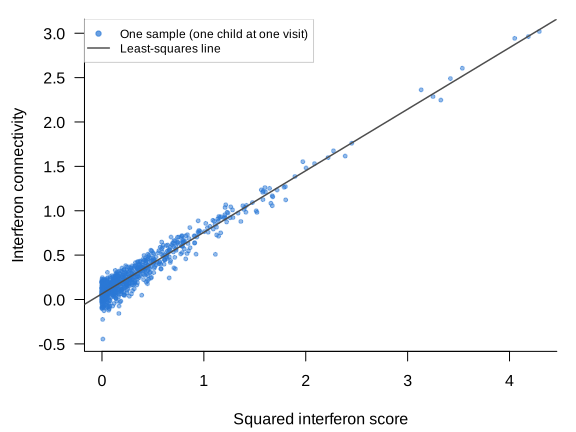 One sample (one child at one visit)
Least-squares line
3.0
2.5
2.0
1.5
1.0
0.5
0.0
-0.5
Interferon connectivity
0 1 2 3 4
Squared interferon score